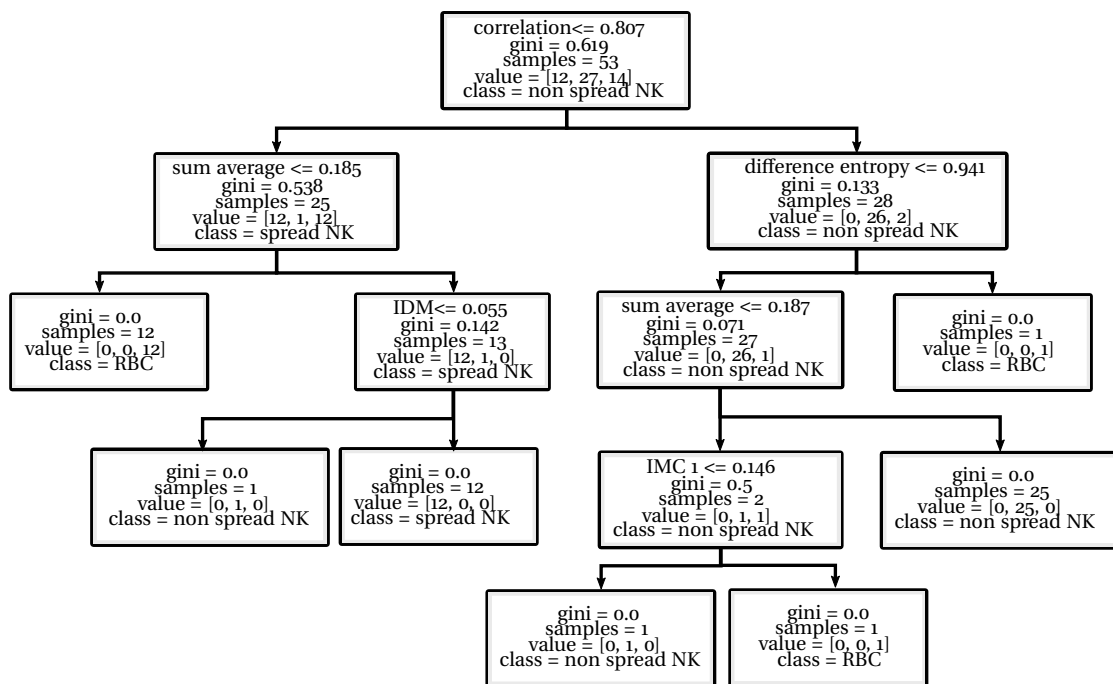 correlation<= 0.807
gini = 0.619
samples = 53
value = [12, 27, 14]
class = non spread NK
sum average <= 0.185
gini = 0.538
samples = 25
value = [12, 1, 12]
class = spread NK
difference entropy <= 0.941
gini = 0.133
samples = 28
value = [0, 26, 2]
class = non spread NK
gini = 0.0
samples = 12
value = [0, 0, 12]
class = RBC
IDM<= 0.055
gini = 0.142
samples = 13
value = [12, 1, 0]
class = spread NK
sum average <= 0.187
gini = 0.071
samples = 27
value = [0, 26, 1]
class = non spread NK
gini = 0.0
samples = 1
value = [0, 0, 1]
class = RBC
gini = 0.0
samples = 1
value = [0, 1, 0]
class = non spread NK
gini = 0.0
samples = 12
value = [12, 0, 0]
class = spread NK
IMC 1 <= 0.146
gini = 0.5
samples = 2
value = [0, 1, 1]
class = non spread NK
gini = 0.0
samples = 25
value = [0, 25, 0]
class = non spread NK
gini = 0.0
samples = 1
value = [0, 1, 0]
class = non spread NK
gini = 0.0
samples = 1
value = [0, 0, 1]
class = RBC